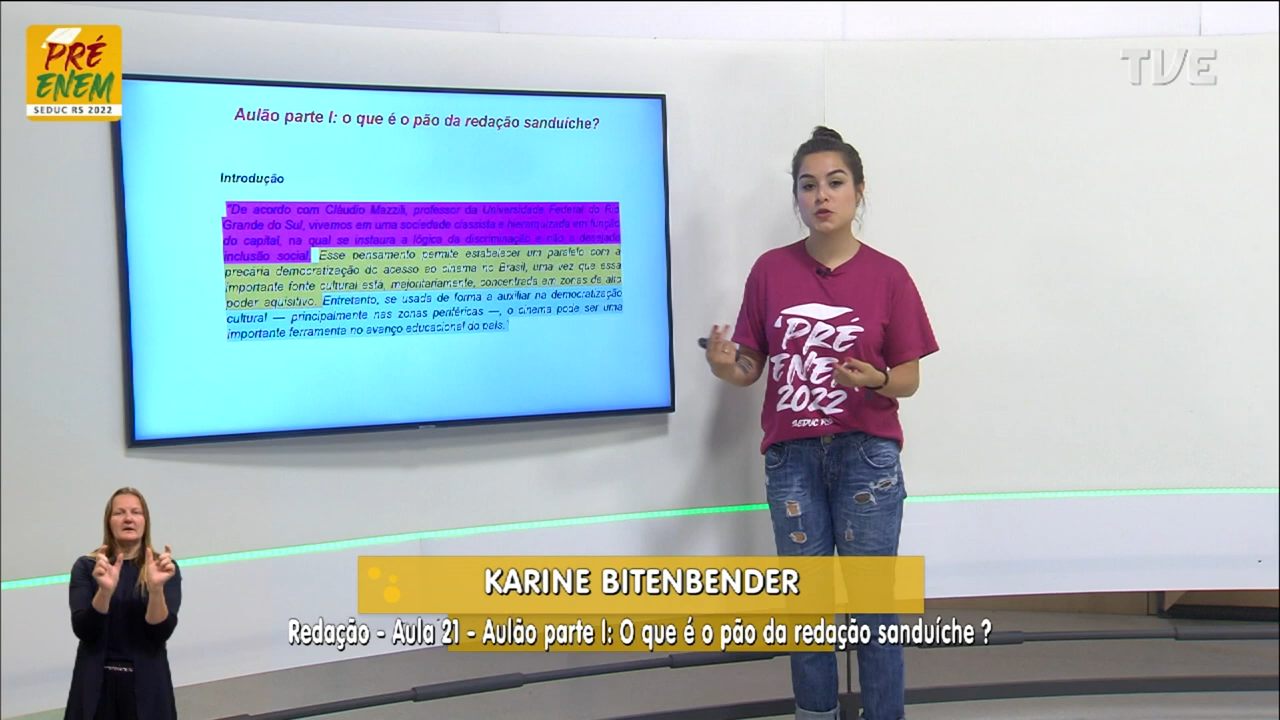 PRÉ
ENEM
SEDUC RS 2022
TVE
Aulão parte I: o que é o pão da redação sanduíche?
Introdução
"De acordo com Cláudio Mazzili, professor da Universidade Federal do Rio
Grande do Sul, vivemos em uma sociedade classista e hierarquizada em função
do capital, na qual se instaura a lógica da discriminação e não a desejada
inclusão social. Esse pensamento permite estabelecer um paralelo com a
precária democratização do acesso ao cinema no Brasil, uma vez que essa
importante fonte cultural está, majoritariamente, concentrada em zonas de alto
poder aquisitivo. Entretanto, se usada de forma a auxiliar na democratização
cultural — principalmente nas zonas periféricas —, o cinema pode ser uma
importante ferramenta no avanço educacional do país."
'PRÉ
ENEM
2022
SEDUC RS
KARINE BITENBENDER
Redação - Aula 21 - Aulão parte I: O que é o pão da redação sanduíche ?